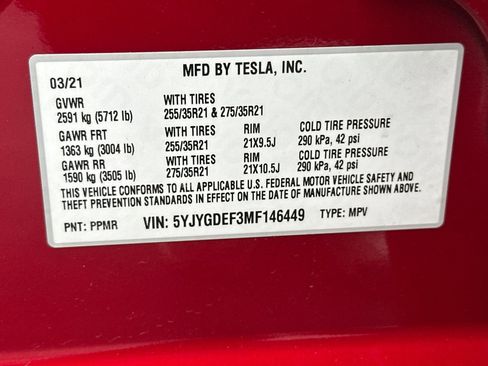 03/21 MFD BY TESLA, INC.
GVWR WITH TIRES
2591 kg (5712 lb) 255/35R21 & 275/35R21
GAWR FRT WITH TIRES RIM COLD TIRE PRESSURE
1363 kg (3004 lb) 255/35R21 21X9.5J 290 kPa, 42 psi
GAWR RR WITH TIRES RIM COLD TIRE PRESSURE
1590 kg (3505 lb) 275/35R21 21X10.5J 290 kPa, 42 psi
THIS VEHICLE CONFORMS TO ALL APPLICABLE U.S. FEDERAL MOTOR VEHICLE SAFETY AND
THEFT PREVENTION STANDARDS IN EFFECT ON THE DATE OF MANUFACTURE SHOWN ABOVE.
PNT: PPMR VIN: 5YJYGDEF3MF146449 TYPE: MPV